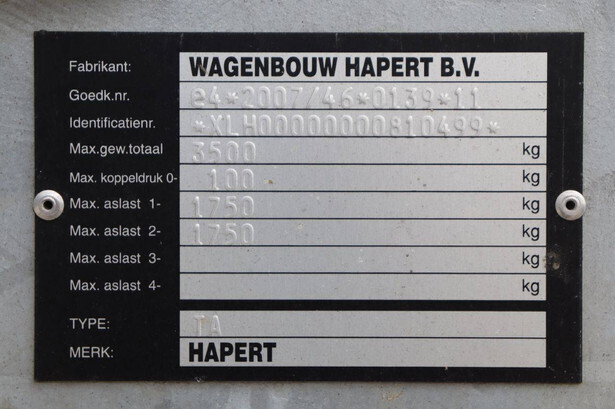 Fabrikant: WAGENBOUW HAPERT B.V.
Goedk.nr. e4*2007/46*0139*11
Identificatienr. *XLH00000000810499*
Max.gew.totaal 3500 kg
Max. koppeldruk 0- 100 kg
Max. aslast 1- 1750 kg
Max. aslast 2- 1750 kg
Max. aslast 3- kg
Max. aslast 4- kg
TYPE: TA
MERK: HAPERT